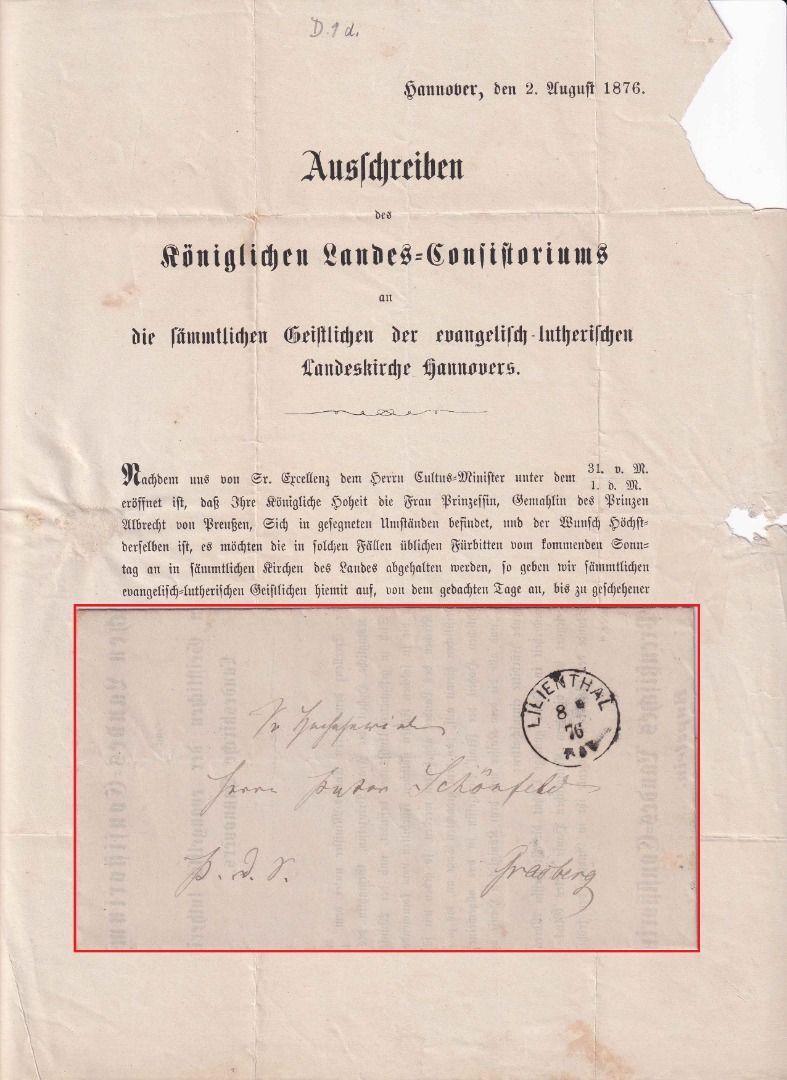 D. 1 d.
Hannover, den 2. August 1876.
Ausschreiben
des
Königlichen Landes-Consistoriums
an
die sämmtlichen Geistlichen der evangelisch-lutherischen
Landeskirche Hannovers.
Nachdem uns von Sr. Excellenz dem Herrn Cultus-Minister unter dem 31. v. M.
1. d. M.
eröffnet ist, daß Ihre Königliche Hoheit die Frau Prinzessin, Gemahlin des Prinzen
Albrecht von Preußen, Sich in gesegneten Umständen befindet, und der Wunsch Höchst-
derselben ist, es möchten die in solchen Fällen üblichen Fürbitten vom kommenden Sonn-
tag an in sämmtlichen Kirchen des Landes abgehalten werden, so geben wir sämmtlichen
evangelisch-lutherischen Geistlichen hiemit auf, von dem gedachten Tage an, bis zu geschehener
LILIENTHAL
8
76
Sr
Herrn Pastor Schönfeld
Grasberg